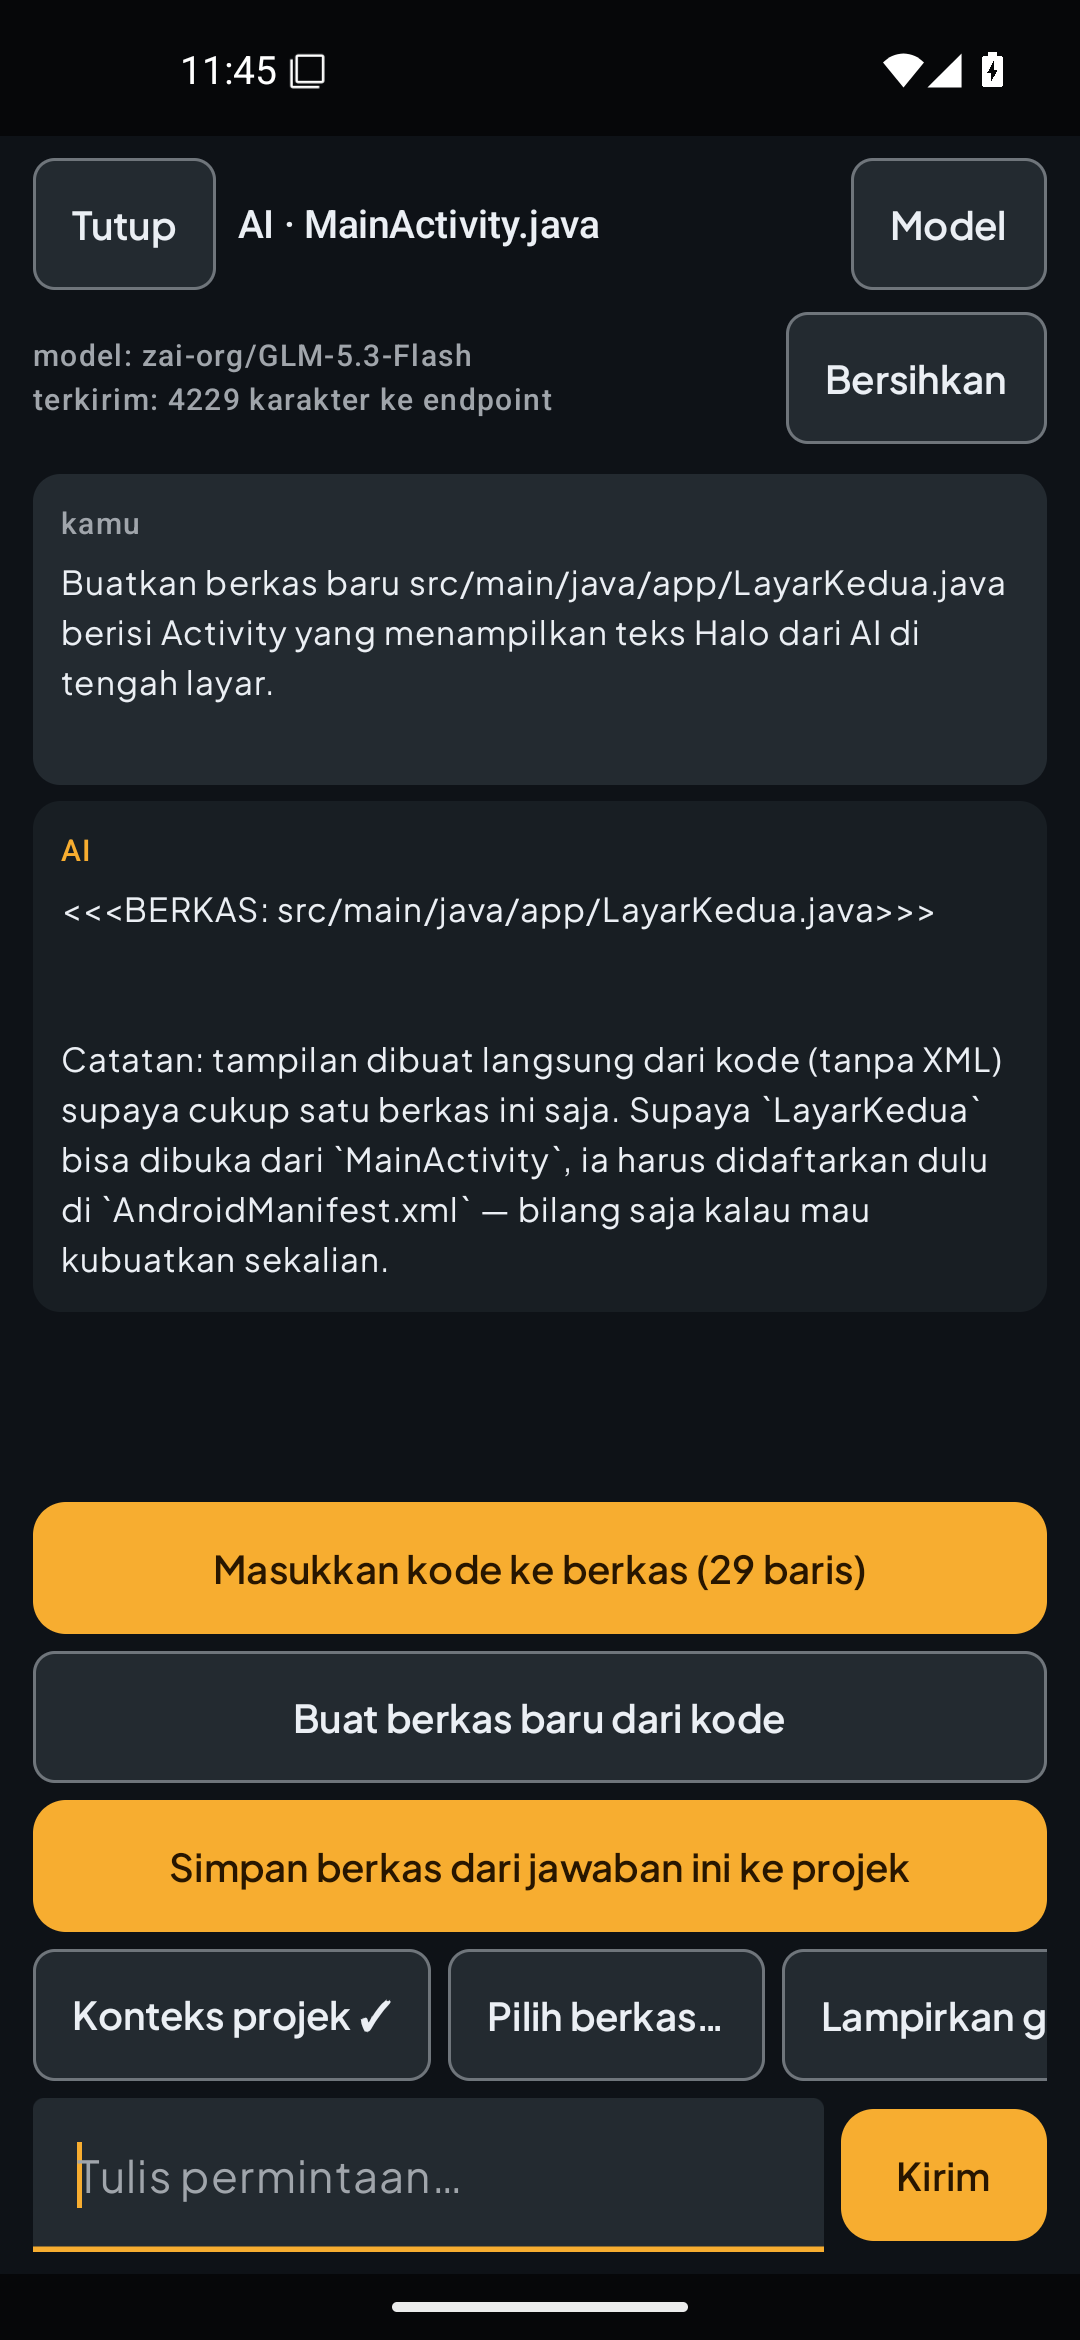 11:45
Tutup
AI · MainActivity.java
Model
model: zai-org/GLM-5.3-Flash
terkirim: 4229 karakter ke endpoint
Bersihkan
kamu
Buatkan berkas baru src/main/java/app/LayarKedua.java
berisi Activity yang menampilkan teks Halo dari AI di
tengah layar.
AI
<<<BERKAS: src/main/java/app/LayarKedua.java>>>
Catatan: tampilan dibuat langsung dari kode (tanpa XML)
supaya cukup satu berkas ini saja. Supaya `LayarKedua`
bisa dibuka dari `MainActivity`, ia harus didaftarkan dulu
di `AndroidManifest.xml` — bilang saja kalau mau
kubuatkan sekalian.
Masukkan kode ke berkas (29 baris)
Buat berkas baru dari kode
Simpan berkas dari jawaban ini ke projek
Konteks projek ✓
Pilih berkas…
Lampirkan g
Tulis permintaan…
Kirim